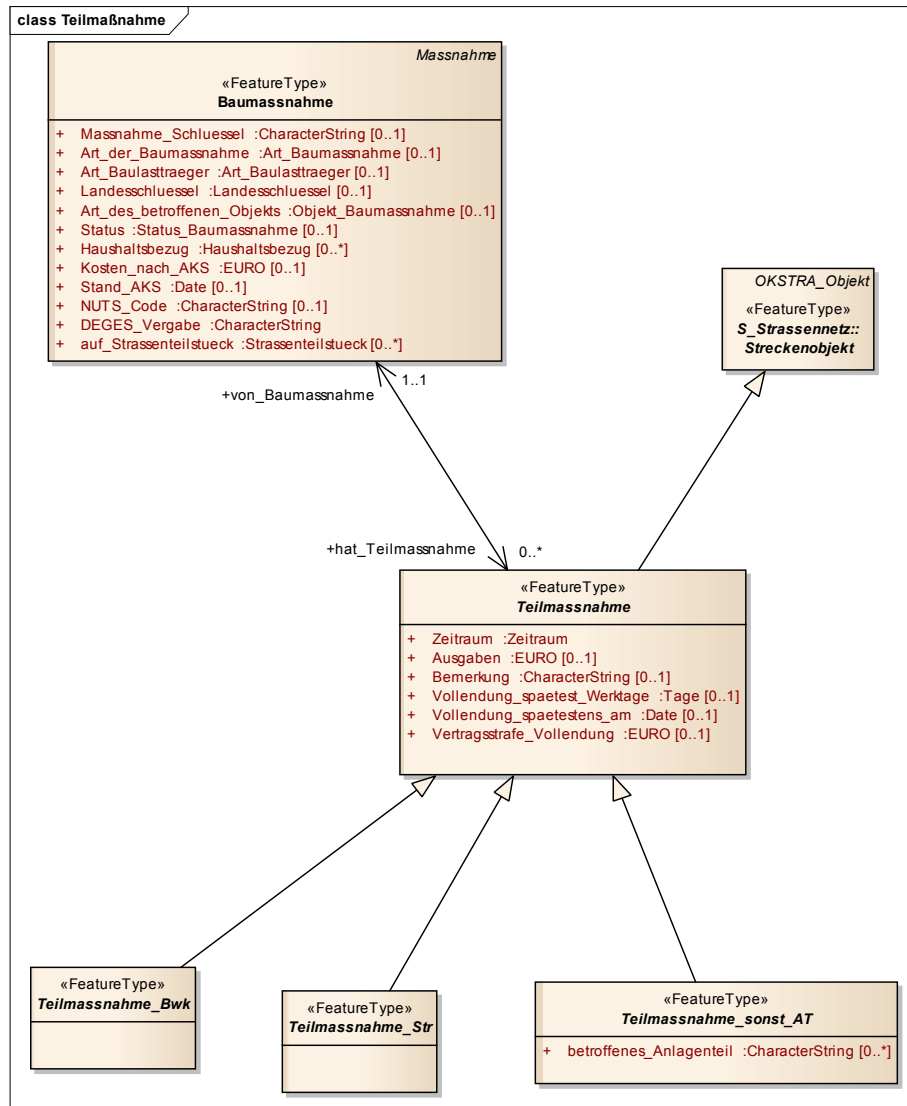 class Teilmaßnahme
Massnahme
«FeatureType»
Baumassnahme
+ Massnahme_Schluessel :CharacterString [0..1]
+ Art_der_Baumassnahme :Art_Baumassnahme [0..1]
+ Art_Baulasttraeger :Art_Baulasttraeger [0..1]
+ Landesschluessel :Landesschluessel [0..1]
+ Art_des_betroffenen_Objekts :Objekt_Baumassnahme [0..1]
+ Status :Status_Baumassnahme [0..1]
+ Haushaltsbezug :Haushaltsbezug [0..*]
+ Kosten_nach_AKS :EURO [0..1]
+ Stand_AKS :Date [0..1]
+ NUTS_Code :CharacterString [0..1]
+ DEGES_Vergabe :CharacterString
+ auf_Strassenteilstueck :Strassenteilstueck [0..*]
OKSTRA_Objekt
«FeatureType»
S_Strassennetz::
Streckenobjekt
1..1
+von_Baumassnahme
+hat_Teilmassnahme
0..*
«FeatureType»
Teilmassnahme
+ Zeitraum :Zeitraum
+ Ausgaben :EURO [0..1]
+ Bemerkung :CharacterString [0..1]
+ Vollendung_spaetest_Werktage :Tage [0..1]
+ Vollendung_spaetestens_am :Date [0..1]
+ Vertragsstrafe_Vollendung :EURO [0..1]
«FeatureType»
Teilmassnahme_Bwk
«FeatureType»
Teilmassnahme_Str
«FeatureType»
Teilmassnahme_sonst_AT
+ betroffenes_Anlagenteil :CharacterString [0..*]